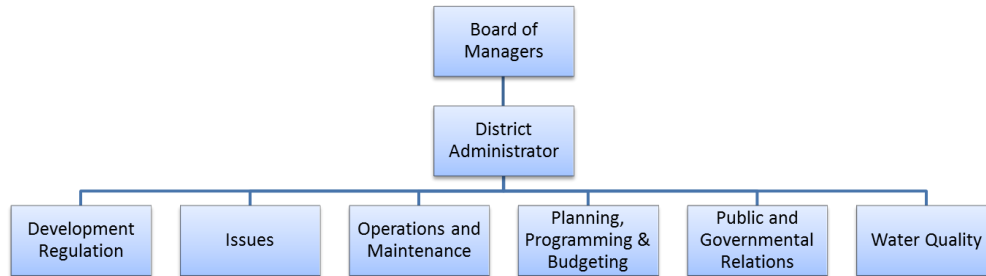 Board of
Managers
District
Administrator
Development
Regulation
Issues
Operations and
Maintenance
Planning,
Programming &
Budgeting
Public and
Governmental
Relations
Water Quality